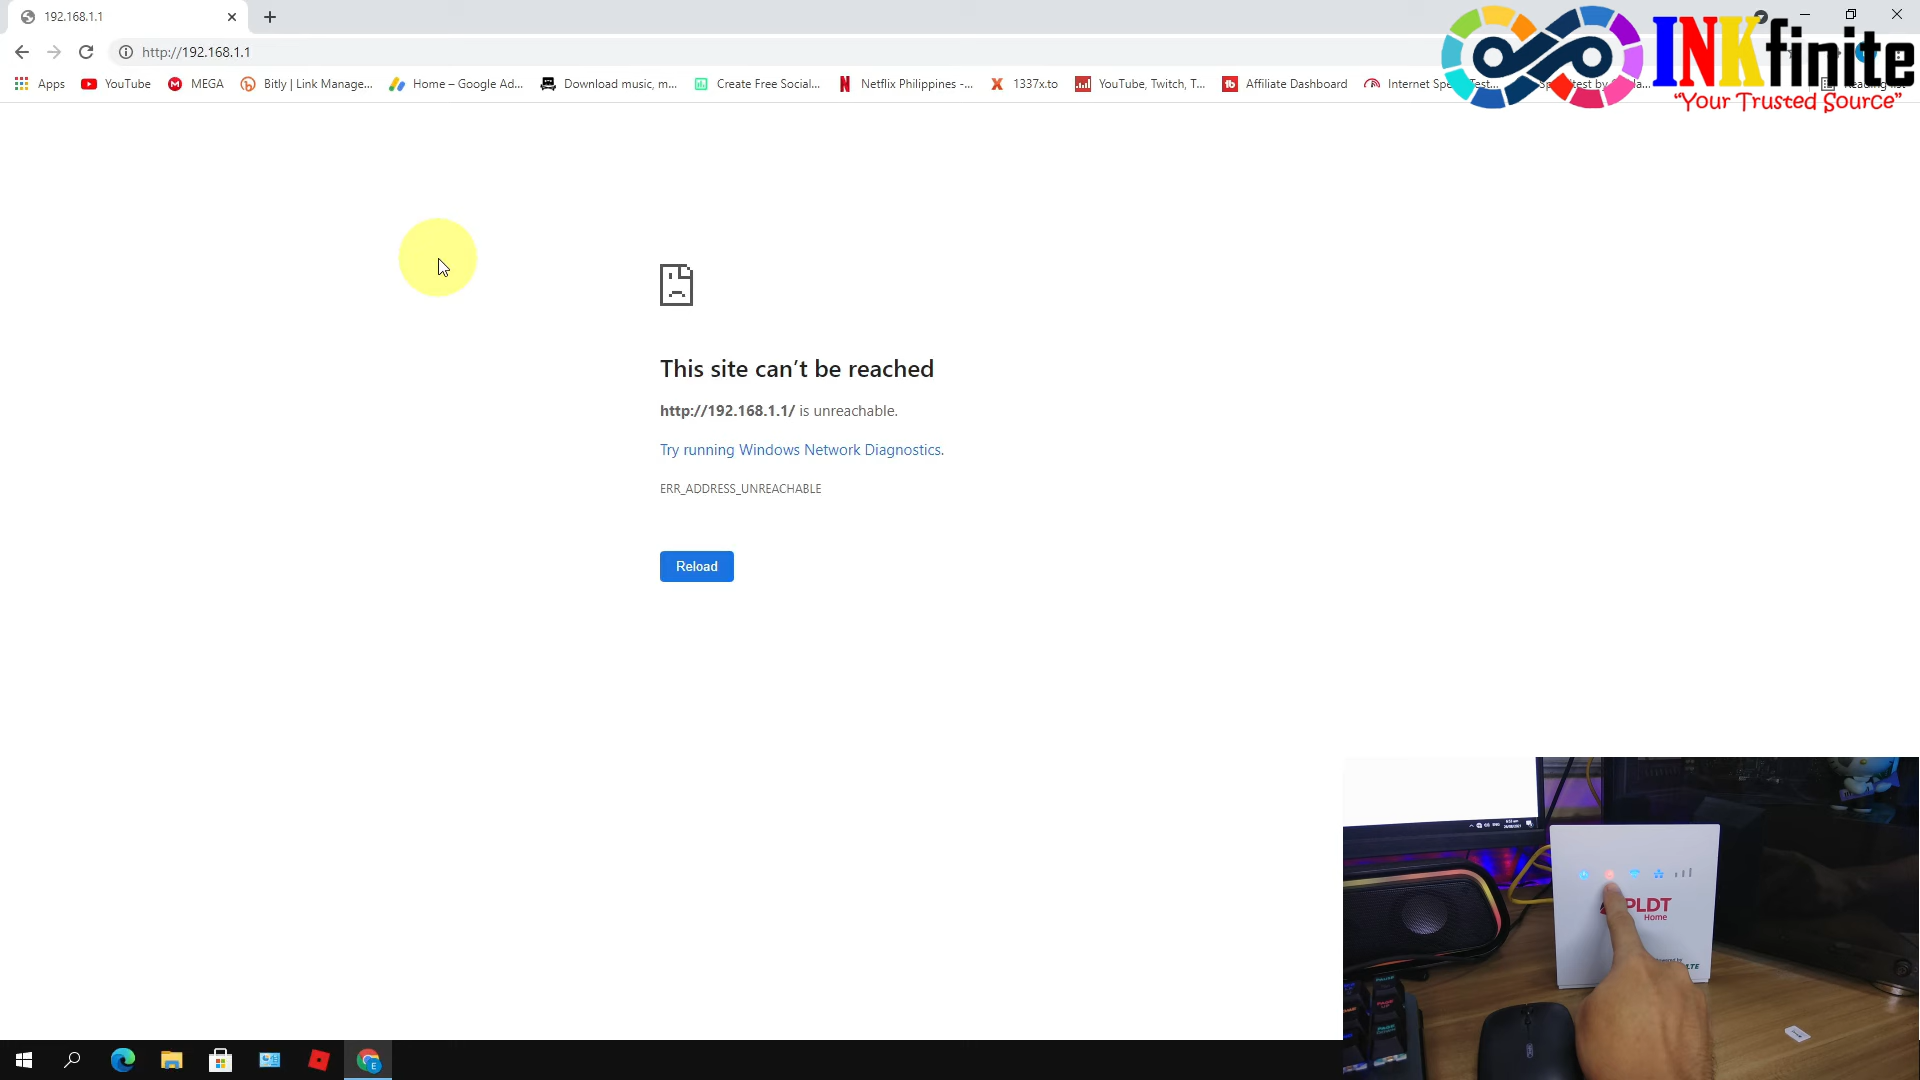 192.168.1.1
http://192.168.1.1
Apps
YouTube
MEGA
Bitly | Link Manage...
Home – Google Ad...
Download music, m...
Create Free Social...
Netflix Philippines -...
1337x.to
YouTube, Twitch, T...
Affiliate Dashboard
INKfinite
"Your Trusted Source"
This site can't be reached
http://192.168.1.1/ is unreachable.
Try running Windows Network Diagnostics.
ERR_ADDRESS_UNREACHABLE
Reload
PLDT
Home